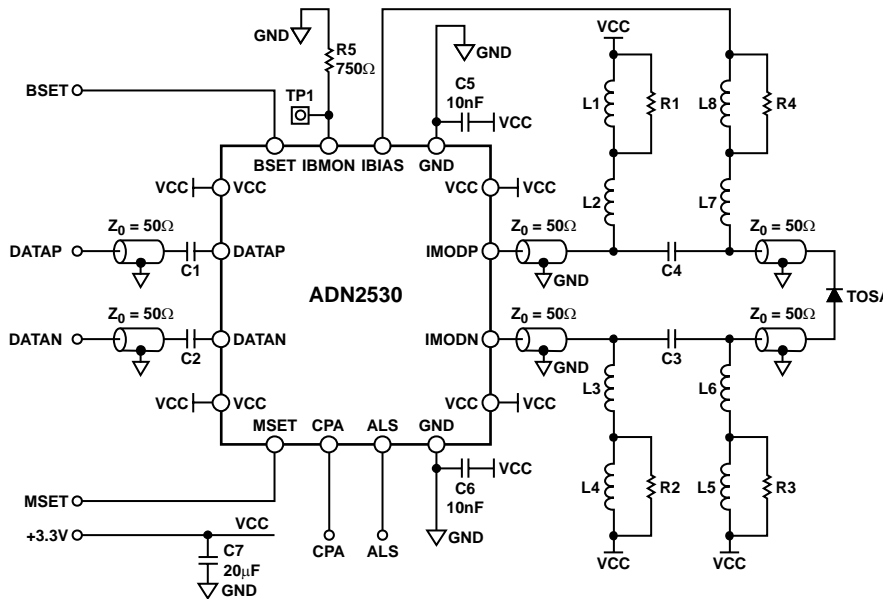 GND
R5
750Ω
GND
VCC
C5
10nF
VCC
BSET
TP1
L1
R1
L8
R4
BSET
IBMON
IBIAS
GND
VCC
VCC
VCC
VCC
L2
L7
Z0 = 50Ω
Z0 = 50Ω
Z0 = 50Ω
DATAP
C1
DATAP
IMODP
GND
C4
ADN2530
TOSA
Z0 = 50Ω
Z0 = 50Ω
Z0 = 50Ω
DATAN
C2
DATAN
IMODN
GND
C3
L3
L6
VCC
VCC
VCC
VCC
MSET
CPA
ALS
GND
VCC
C6
10nF
L4
R2
L5
R3
MSET
+3.3V
VCC
GND
C7
20µF
GND
CPA
ALS
VCC
VCC